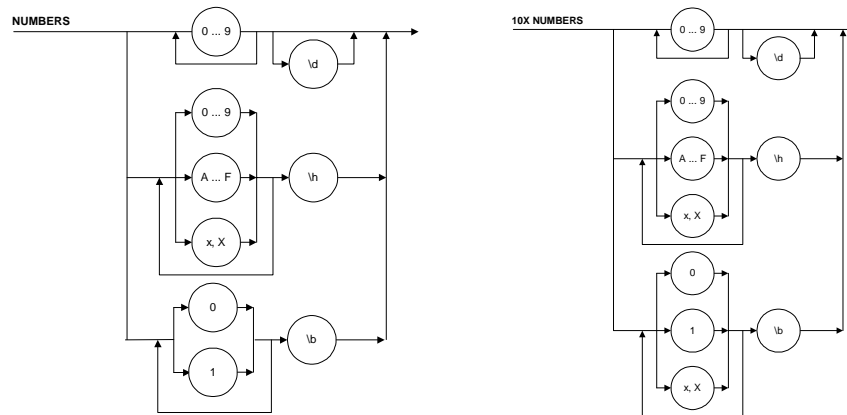 NUMBERS
0 ... 9
\d
0 ... 9
A ... F
\h
x, X
0
\b
1
10X NUMBERS
0 ... 9
\d
0 ... 9
A ... F
\h
x, X
0
1
\b
x, X